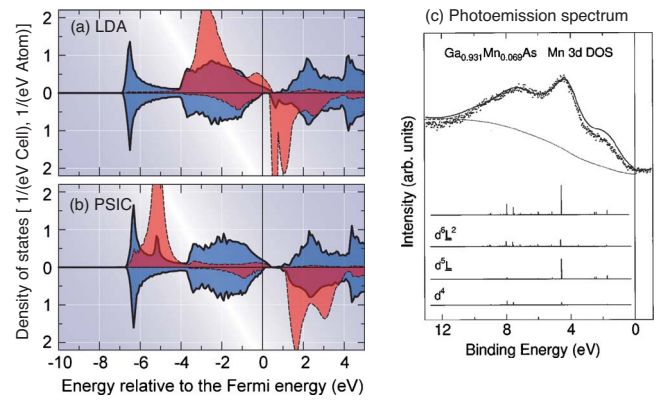 (a) LDA
(b) PSIC
Density of states [ 1/(eV Cell), 1/(eV Atom)]
2
1
0
1
2
2
1
0
1
2
-10 -8 -6 -4 -2 0 2 4
Energy relative to the Fermi energy (eV)
(c) Photoemission spectrum
Ga0.931Mn0.069As Mn 3d DOS
Intensity (arb. units)
d⁶L̲²
d⁵L̲
d⁴
12 8 4 0
Binding Energy (eV)